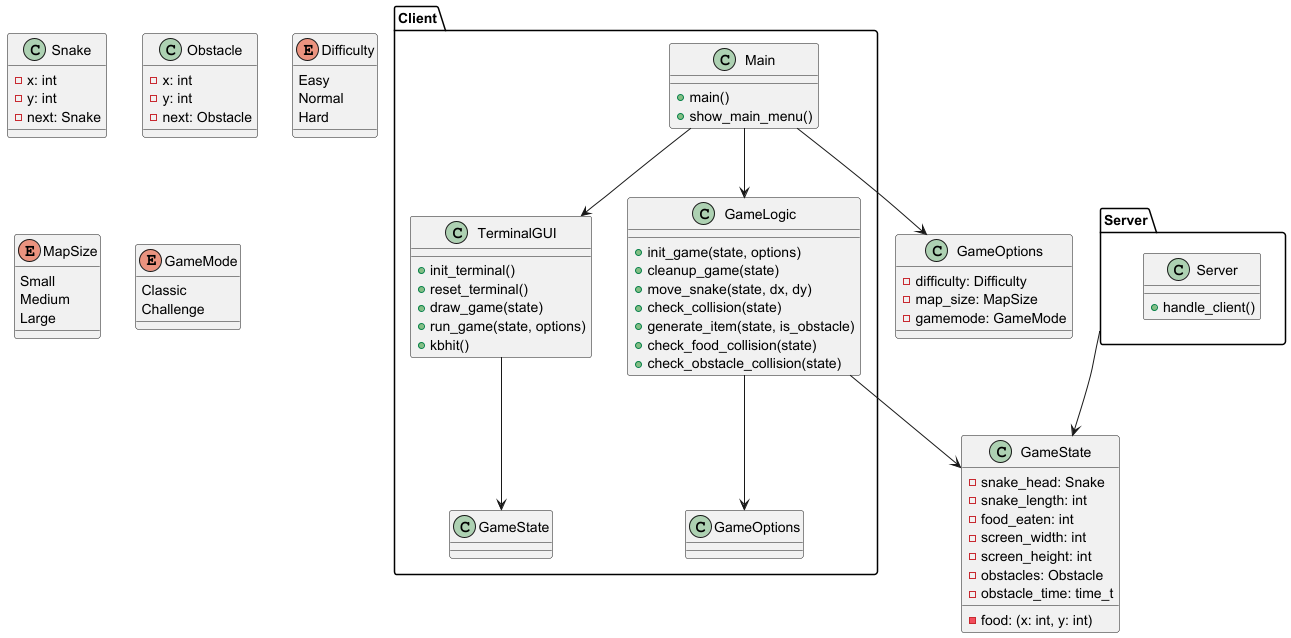 Snake
x: int
y: int
next: Snake
Obstacle
x: int
y: int
next: Obstacle
Difficulty
Easy
Normal
Hard
MapSize
Small
Medium
Large
GameMode
Classic
Challenge
Client
Main
main()
show_main_menu()
TerminalGUI
init_terminal()
reset_terminal()
draw_game(state)
run_game(state, options)
kbhit()
GameLogic
init_game(state, options)
cleanup_game(state)
move_snake(state, dx, dy)
check_collision(state)
generate_item(state, is_obstacle)
check_food_collision(state)
check_obstacle_collision(state)
GameState
GameOptions
GameOptions
difficulty: Difficulty
map_size: MapSize
gamemode: GameMode
Server
Server
handle_client()
GameState
snake_head: Snake
snake_length: int
food_eaten: int
screen_width: int
screen_height: int
obstacles: Obstacle
obstacle_time: time_t
food: (x: int, y: int)